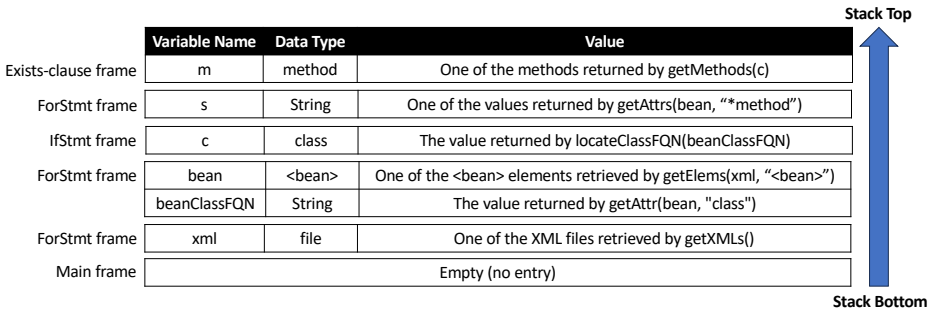 Stack Top
Variable Name Data Type Value
Exists-clause frame m method One of the methods returned by getMethods(c)
ForStmt frame s String One of the values returned by getAttrs(bean, “*method”)
IfStmt frame c class The value returned by locateClassFQN(beanClassFQN)
ForStmt frame bean <bean> One of the <bean> elements retrieved by getElems(xml, “<bean>”)
beanClassFQN String The value returned by getAttr(bean, "class")
ForStmt frame xml file One of the XML files retrieved by getXMLs()
Main frame Empty (no entry)
Stack Bottom